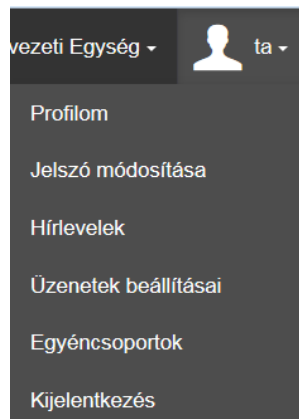 vezeti Egység ta
Profilom
Jelszó módosítása
Hírlevelek
Üzenetek beállításai
Egyéncsoportok
Kijelentkezés